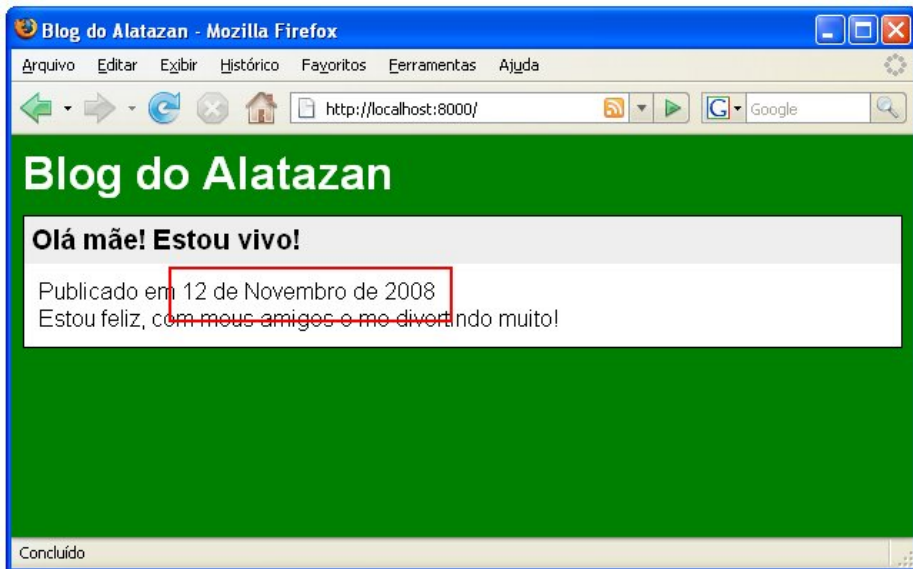 Blog do Alatazan - Mozilla Firefox
Arquivo Editar Exibir Histórico Favoritos Ferramentas Ajuda
http://localhost:8000/ G Google
Blog do Alatazan
Olá mãe! Estou vivo!
Publicado em 12 de Novembro de 2008
Estou feliz, com meus amigos e me divertindo muito!
Concluído